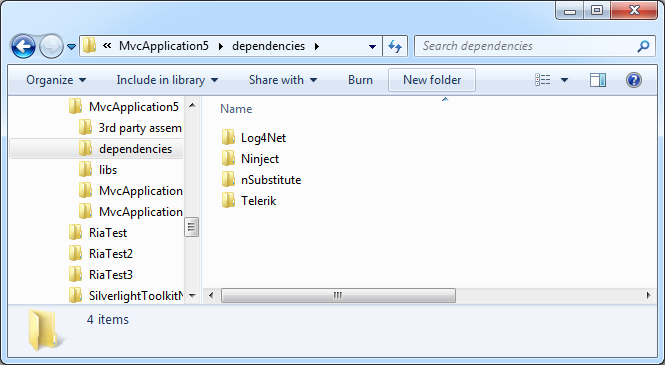 « MvcApplication5 dependencies
Search dependencies
Organize Include in library Share with Burn New folder
MvcApplication5
3rd party assem
dependencies
libs
MvcApplication
MvcApplication
RiaTest
RiaTest2
RiaTest3
SilverlightToolkitN
Name
Log4Net
Ninject
nSubstitute
Telerik
4 items